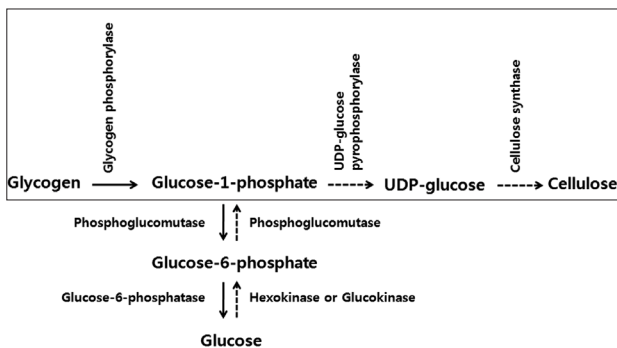 Glycogen phosphorylase
UDP-glucose
pyrophosphorylase
Cellulose synthase
Glycogen
Glucose-1-phosphate
UDP-glucose
Cellulose
Phosphoglucomutase
Phosphoglucomutase
Glucose-6-phosphate
Glucose-6-phosphatase
Hexokinase or Glucokinase
Glucose